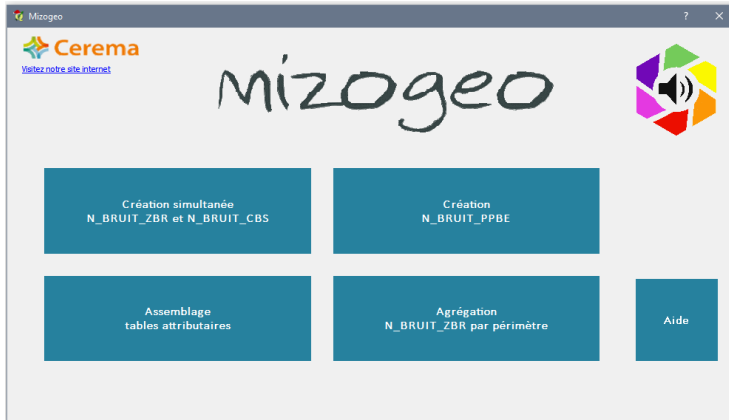 Mizogeo
Cerema
Visitez notre site internet
mizogeo
Création simultanée
N_BRUIT_ZBR et N_BRUIT_CBS
Création
N_BRUIT_PPBE
Assemblage
tables attributaires
Agrégation
N_BRUIT_ZBR par périmètre
Aide